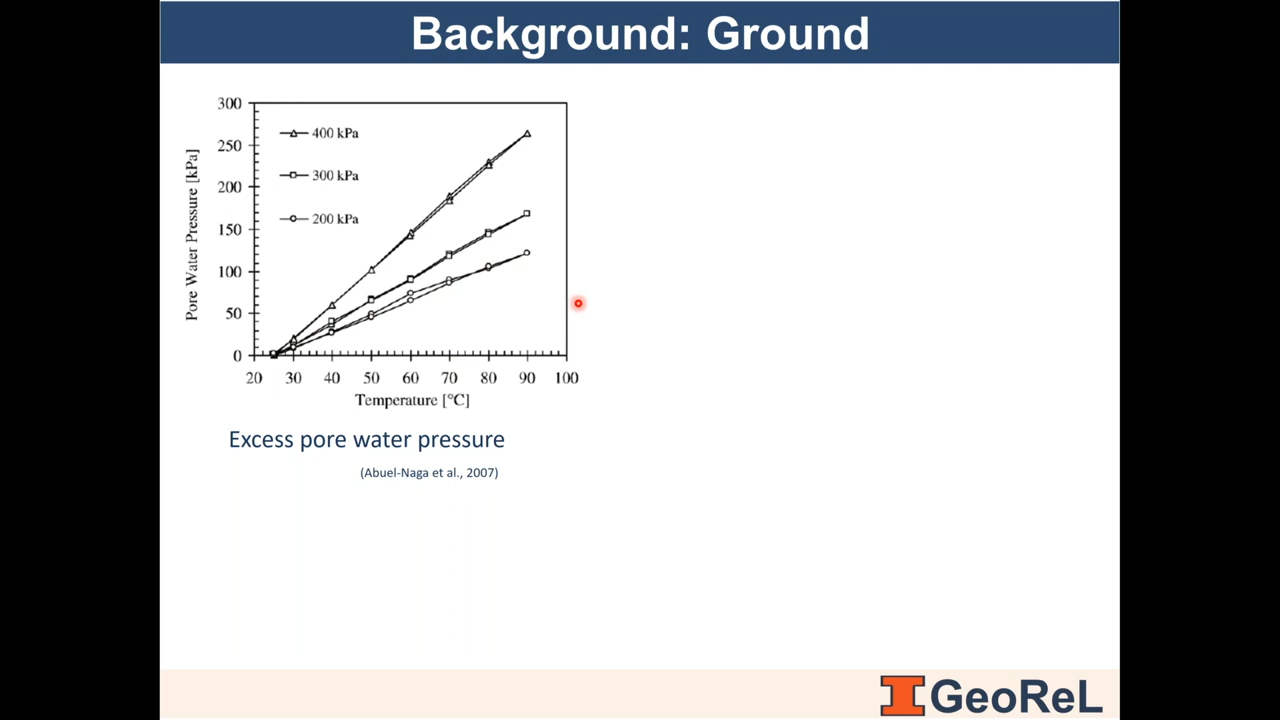 Background: Ground
300
250
200
150
100
50
0
Pore Water Pressure [kPa]
400 kPa
300 kPa
200 kPa
20 30 40 50 60 70 80 90 100
Temperature [°C]
Excess pore water pressure
(Abuel-Naga et al., 2007)
I GeoReL